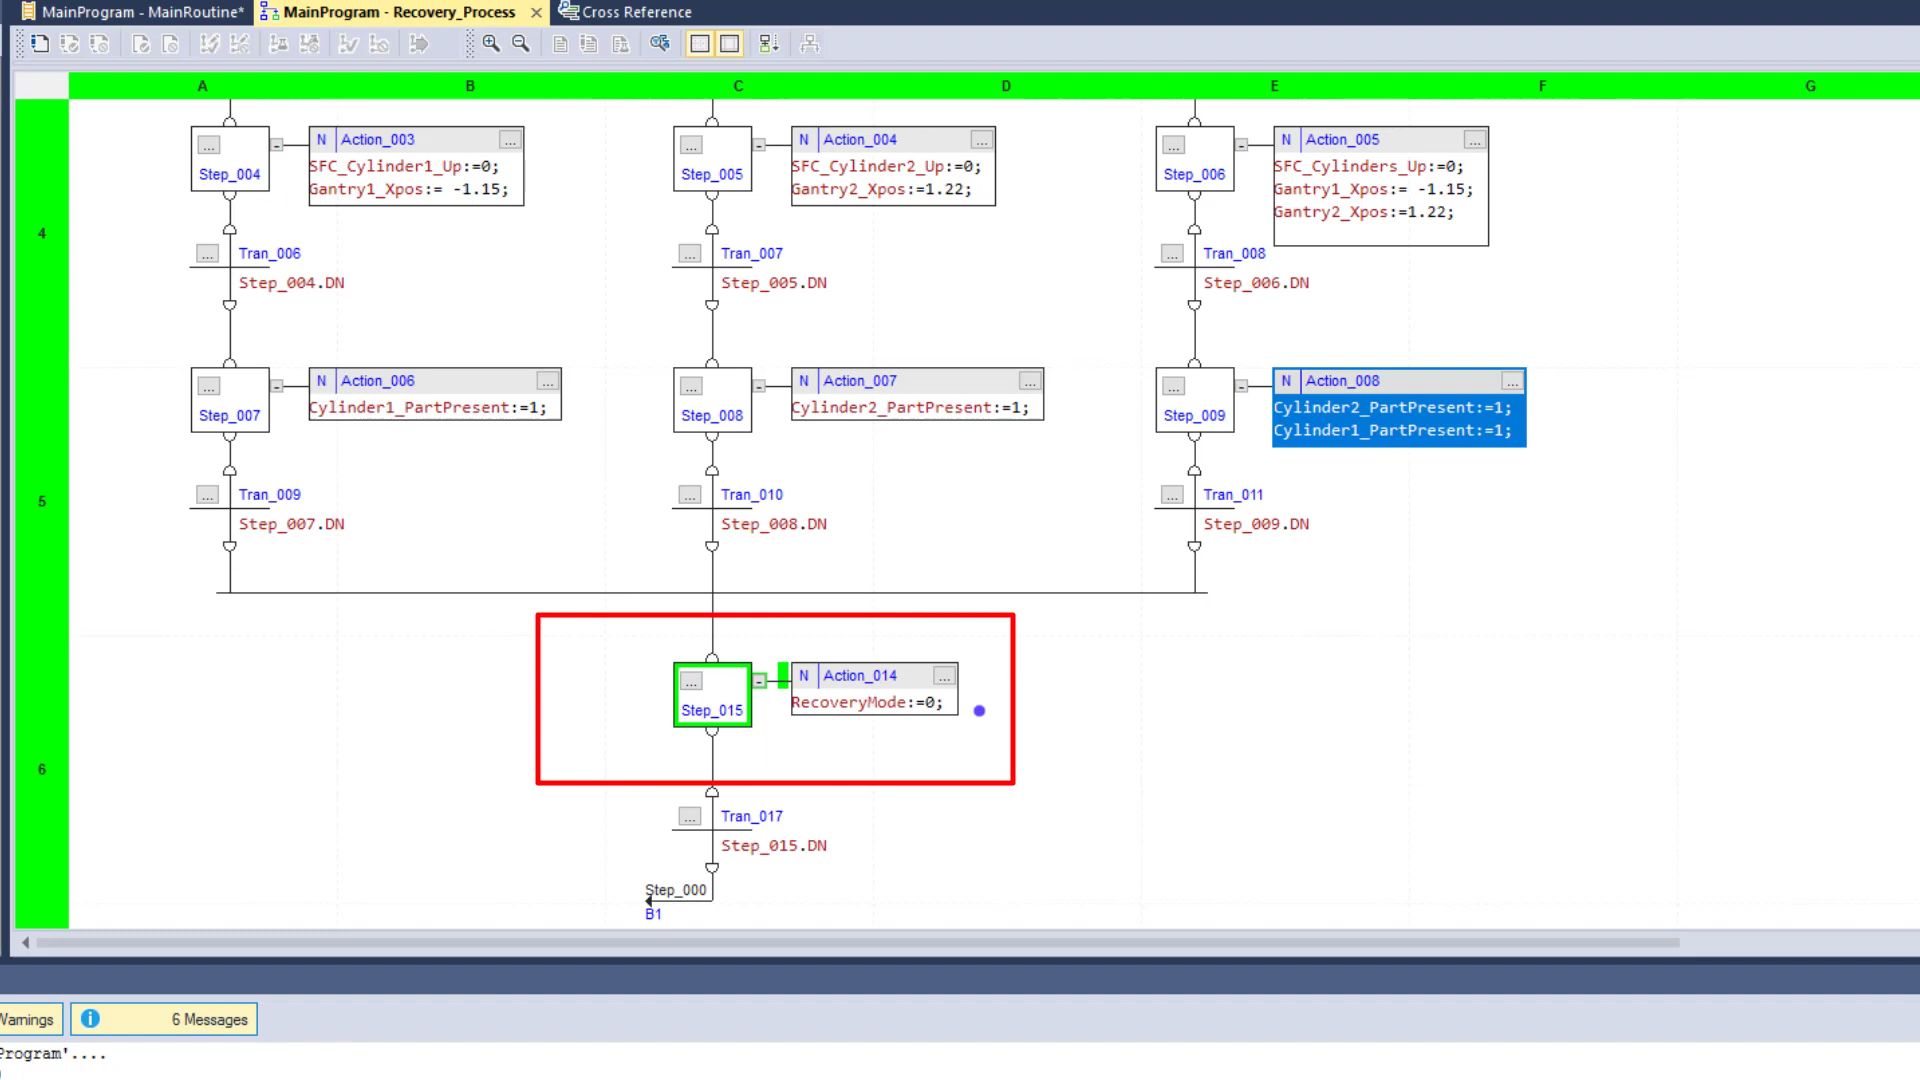 MainProgram - MainRoutine*
MainProgram - Recovery_Process
Cross Reference
A B C D E F G
4
5
6
...
Step_004
-
N Action_003 ...
SFC_Cylinder1_Up:=0;
Gantry1_Xpos:= -1.15;
...
Step_005
-
N Action_004 ...
SFC_Cylinder2_Up:=0;
Gantry2_Xpos:=1.22;
...
Step_006
-
N Action_005 ...
SFC_Cylinders_Up:=0;
Gantry1_Xpos:= -1.15;
Gantry2_Xpos:=1.22;
... Tran_006
Step_004.DN
... Tran_007
Step_005.DN
... Tran_008
Step_006.DN
...
Step_007
-
N Action_006 ...
Cylinder1_PartPresent:=1;
...
Step_008
-
N Action_007 ...
Cylinder2_PartPresent:=1;
...
Step_009
-
N Action_008 ...
Cylinder2_PartPresent:=1;
Cylinder1_PartPresent:=1;
... Tran_009
Step_007.DN
... Tran_010
Step_008.DN
... Tran_011
Step_009.DN
...
Step_015
-
N Action_014 ...
RecoveryMode:=0;
... Tran_017
Step_015.DN
Step_000
B1
Warnings
6 Messages
Program'....